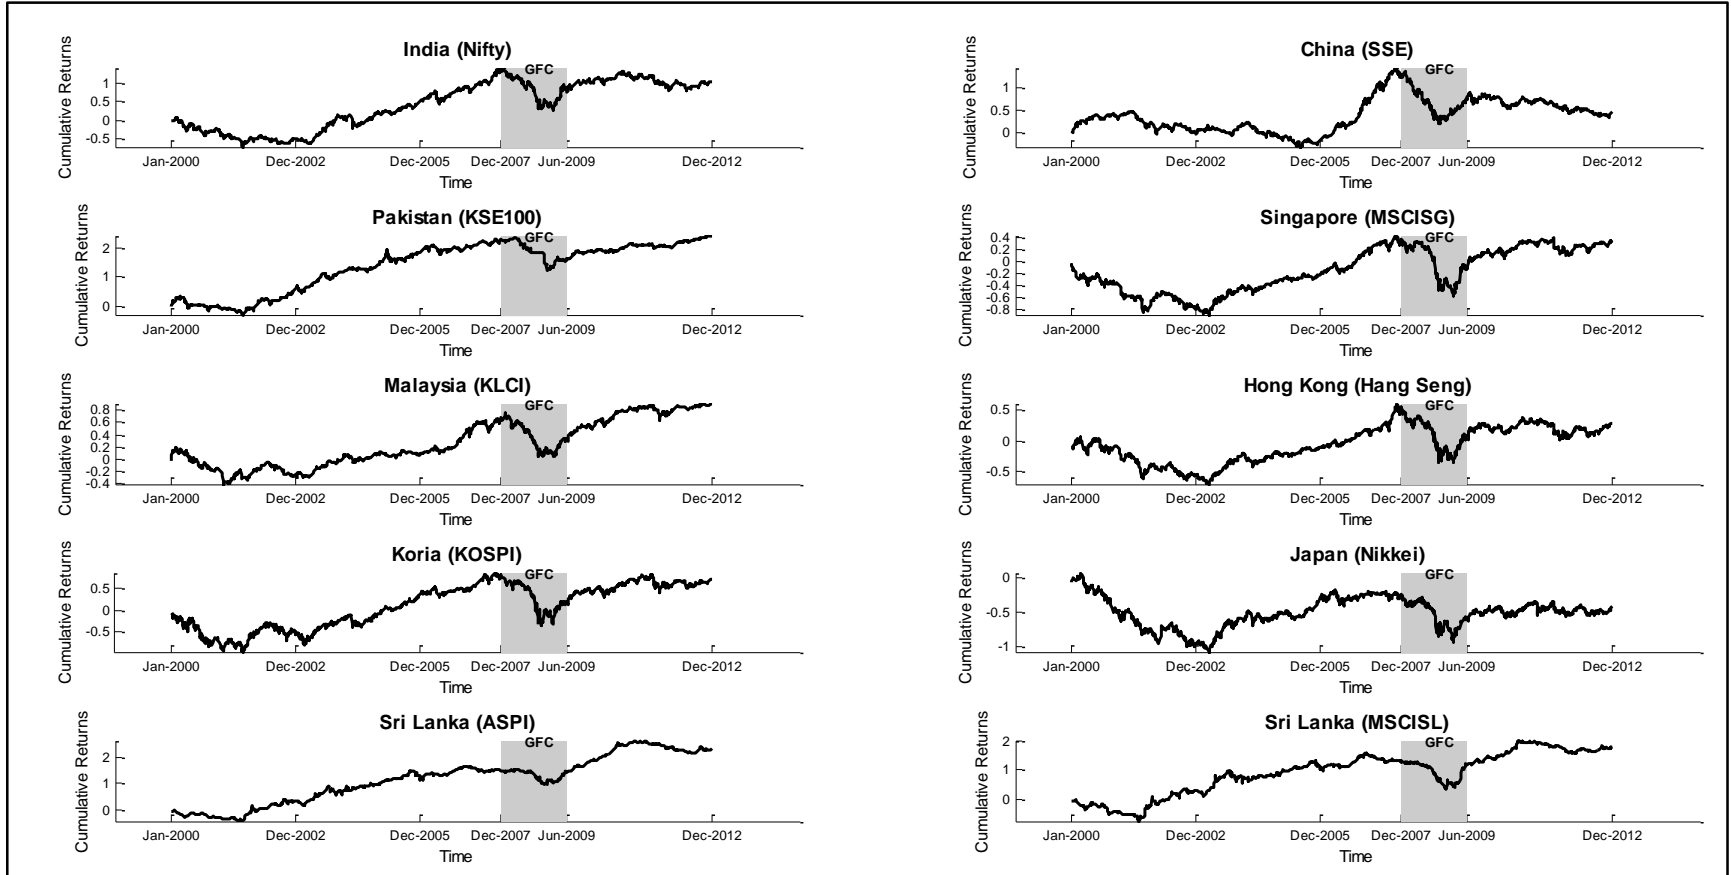 India (Nifty)
GFC
Cumulative Returns
1
0.5
0
-0.5
Jan-2000 Dec-2002 Dec-2005 Dec-2007 Jun-2009 Dec-2012
Time
China (SSE)
GFC
Cumulative Returns
1
0.5
0
Jan-2000 Dec-2002 Dec-2005 Dec-2007 Jun-2009 Dec-2012
Time
Pakistan (KSE100)
GFC
Cumulative Returns
2
1
0
Jan-2000 Dec-2002 Dec-2005 Dec-2007 Jun-2009 Dec-2012
Time
Singapore (MSCISG)
GFC
Cumulative Returns
0.4
0.2
0
-0.2
-0.4
-0.6
-0.8
Jan-2000 Dec-2002 Dec-2005 Dec-2007 Jun-2009 Dec-2012
Time
Malaysia (KLCI)
GFC
Cumulative Returns
0.8
0.6
0.4
0.2
0
-0.2
-0.4
Jan-2000 Dec-2002 Dec-2005 Dec-2007 Jun-2009 Dec-2012
Time
Hong Kong (Hang Seng)
GFC
Cumulative Returns
0.5
0
-0.5
Jan-2000 Dec-2002 Dec-2005 Dec-2007 Jun-2009 Dec-2012
Time
Koria (KOSPI)
GFC
Cumulative Returns
0.5
0
-0.5
Jan-2000 Dec-2002 Dec-2005 Dec-2007 Jun-2009 Dec-2012
Time
Japan (Nikkei)
GFC
Cumulative Returns
0
-0.5
-1
Jan-2000 Dec-2002 Dec-2005 Dec-2007 Jun-2009 Dec-2012
Time
Sri Lanka (ASPI)
GFC
Cumulative Returns
2
1
0
Jan-2000 Dec-2002 Dec-2005 Dec-2007 Jun-2009 Dec-2012
Time
Sri Lanka (MSCISL)
GFC
Cumulative Returns
2
1
0
Jan-2000 Dec-2002 Dec-2005 Dec-2007 Jun-2009 Dec-2012
Time